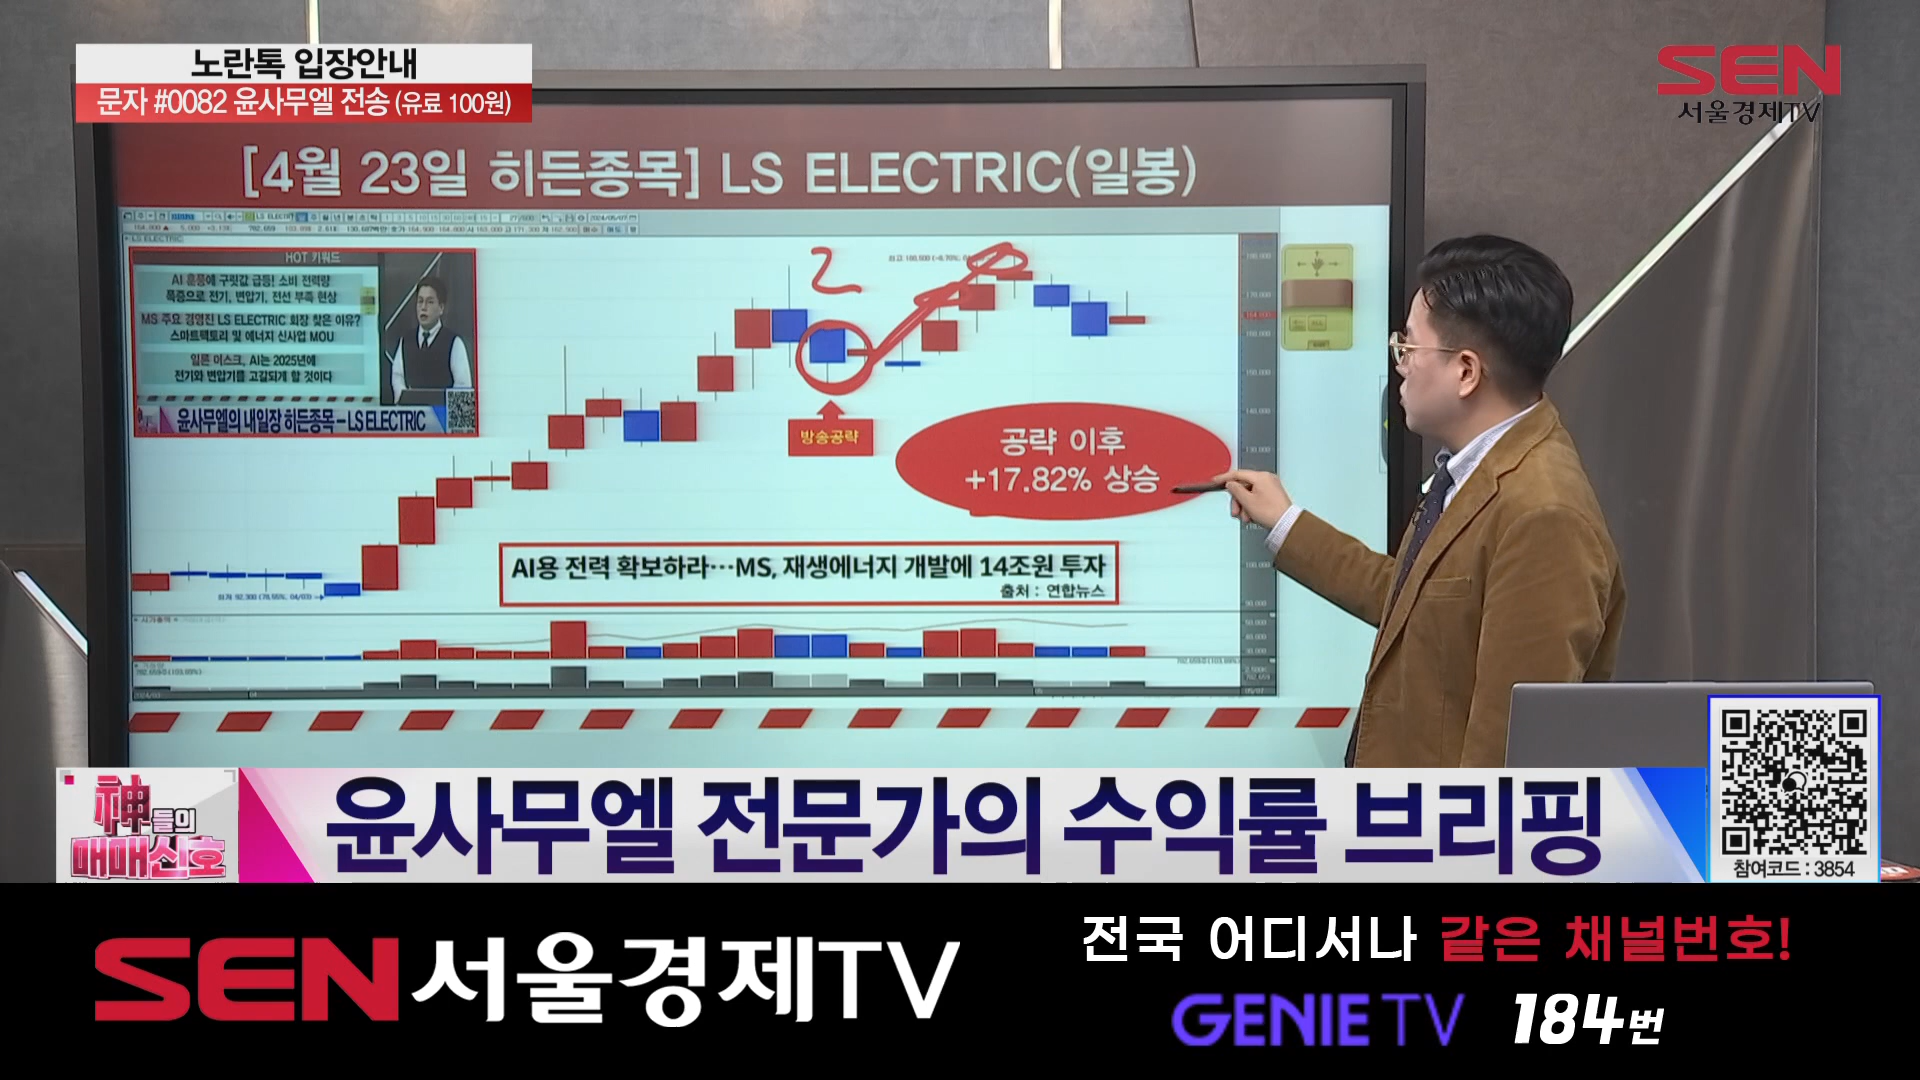 노란톡 입장안내
문자 #0082 윤사무엘 전송 (유료 100원)
SEN
서울경제TV
[4월 23일 히든종목] LS ELECTRIC(일봉)
LS ELECTRIC
HOT 키워드
AI 훈풍에 구릿값 급등! 소비 전력량
폭증으로 전기, 변압기, 전선 부족 현상
MS 주요 경영진 LS ELECTRIC 회장 찾은 이유?
스마트팩토리 및 에너지 신사업 MOU
일론 머스크, AI는 2025년에
전기와 변압기를 고갈되게 할 것이다
윤사무엘의 내일장 히든종목 – LS ELECTRIC
2
방송공략
공략 이후
+17.82% 상승
AI용 전력 확보하라…MS, 재생에너지 개발에 14조원 투자
출처 : 연합뉴스
神들의
매매신호
윤사무엘 전문가의 수익률 브리핑
참여코드 : 3854
SEN 서울경제TV
전국 어디서나 같은 채널번호!
GENIE TV 184번